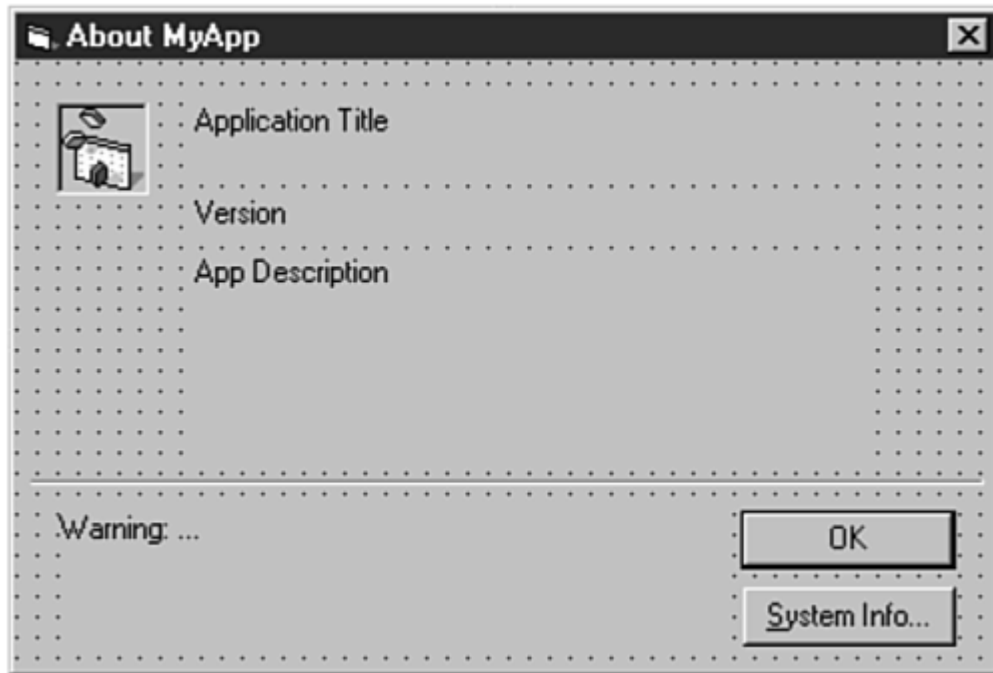 About MyApp
Application Title
Version
App Description
Warning: ...
OK
System Info...